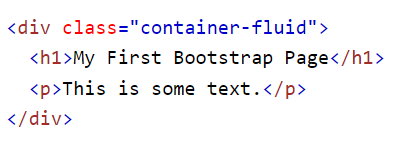 <div class="container-fluid">
  <h1>My First Bootstrap Page</h1>
  <p>This is some text.</p>
</div>